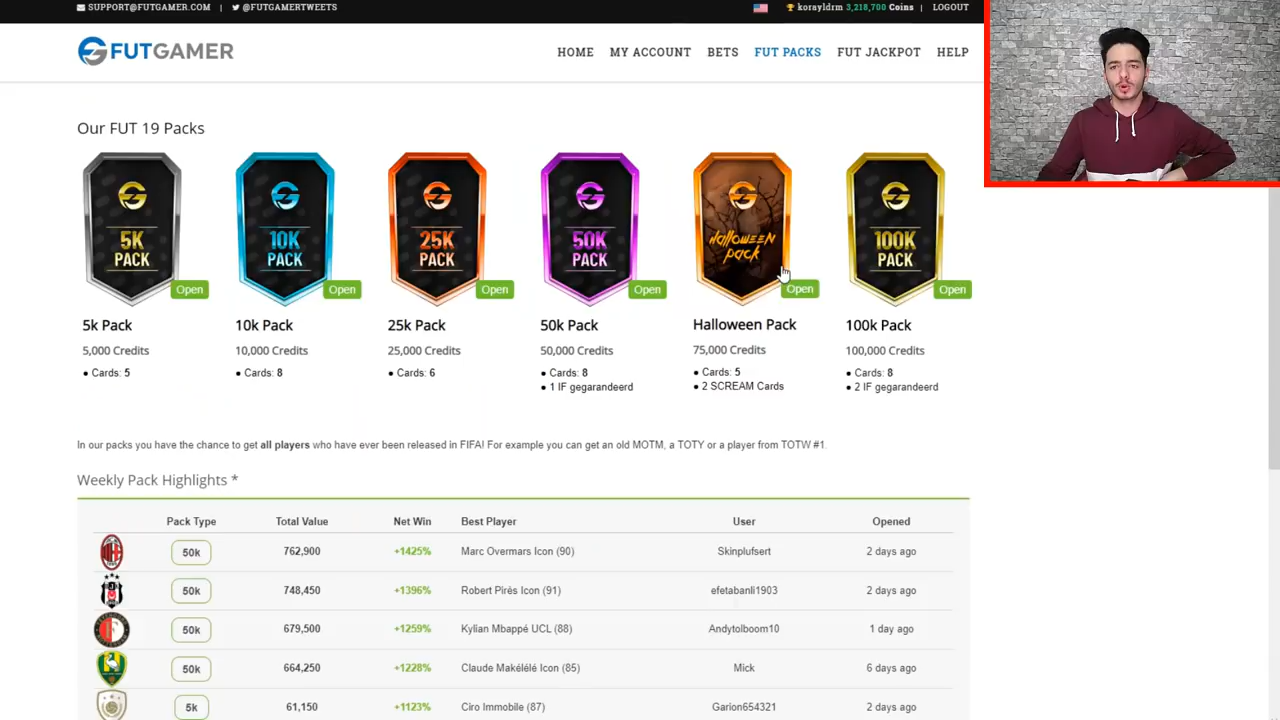 SUPPORT@FUTGAMER.COM | @FUTGAMERTWEETS
korayldrm 3,218,700 Coins | LOGOUT
FUTGAMER
HOME MY ACCOUNT BETS FUT PACKS FUT JACKPOT HELP
Our FUT 19 Packs
5K PACK
10K PACK
25K PACK
50K PACK
Halloween pack
100K PACK
Open Open Open Open Open Open
5k Pack 10k Pack 25k Pack 50k Pack Halloween Pack 100k Pack
5,000 Credits 10,000 Credits 25,000 Credits 50,000 Credits 75,000 Credits 100,000 Credits
• Cards: 5 • Cards: 8 • Cards: 6 • Cards: 8 • Cards: 5 • Cards: 8
• 1 IF gegarandeerd • 2 SCREAM Cards • 2 IF gegarandeerd
In our packs you have the chance to get all players who have ever been released in FIFA! For example you can get an old MOTM, a TOTY or a player from TOTW #1.
Weekly Pack Highlights *
Pack Type Total Value Net Win Best Player User Opened
50k 762,900 +1425% Marc Overmars Icon (90) Skinplufsert 2 days ago
50k 748,450 +1396% Robert Pirès Icon (91) efetabanli1903 2 days ago
50k 679,500 +1259% Kylian Mbappé UCL (88) Andytolboom10 1 day ago
50k 664,250 +1228% Claude Makélélé Icon (85) Mick 6 days ago
5k 61,150 +1123% Ciro Immobile (87) Garion654321 2 days ago